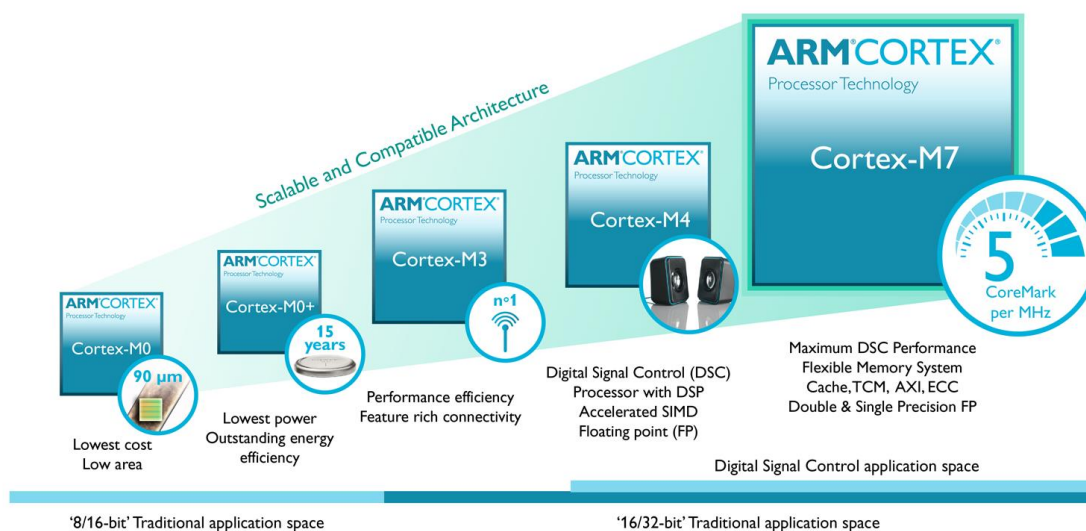 Scalable and Compatible Architecture
ARM®CORTEX®
Processor Technology
Cortex-M0
90 µm
Lowest cost
Low area
ARM®CORTEX®
Processor Technology
Cortex-M0+
15
years
Lowest power
Outstanding energy
efficiency
ARM®CORTEX®
Processor Technology
Cortex-M3
nº1
Performance efficiency
Feature rich connectivity
ARM®CORTEX®
Processor Technology
Cortex-M4
Digital Signal Control (DSC)
Processor with DSP
Accelerated SIMD
Floating point (FP)
ARM®CORTEX®
Processor Technology
Cortex-M7
5
CoreMark
per MHz
Maximum DSC Performance
Flexible Memory System
Cache, TCM, AXI, ECC
Double & Single Precision FP
Digital Signal Control application space
‘8/16-bit’ Traditional application space
‘16/32-bit’ Traditional application space